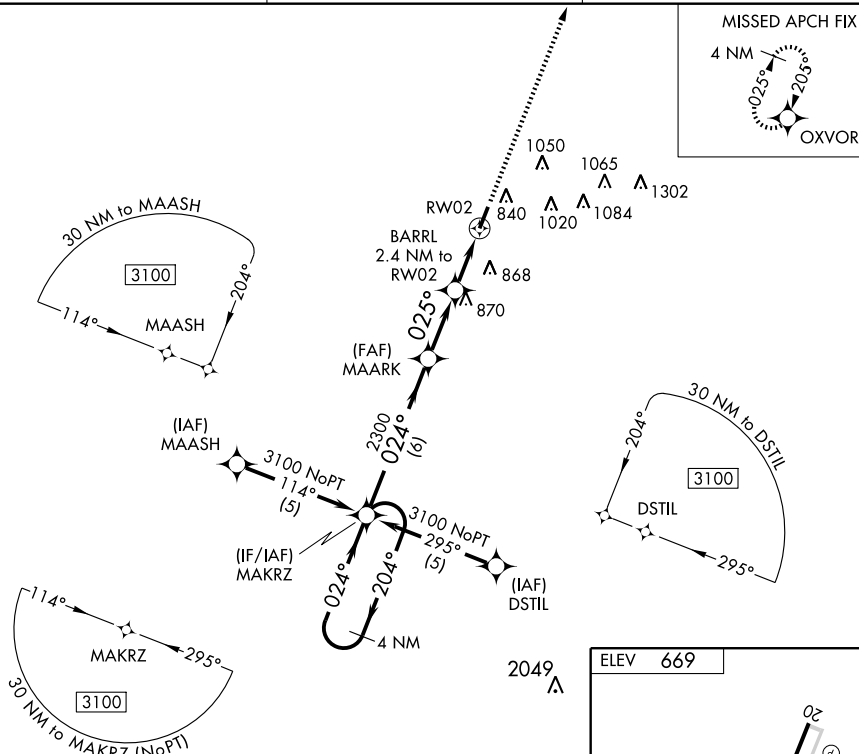 MISSED APCH FIX
4 NM
025°
205°
OXVOR
1050
1065
1302
840
1020
1084
RW02
BARRL
2.4 NM to
RW02
868
870
025°
(FAF)
MAARK
30 NM to MAASH
3100
204°
114°
MAASH
2300
024°
(6)
(IAF)
MAASH
3100 NoPT
114°
(5)
3100 NoPT
295°
(5)
(IF/IAF)
MAKRZ
(IAF)
DSTIL
024°
204°
4 NM
30 NM to DSTIL
204°
3100
DSTIL
295°
114°
MAKRZ
295°
3100
30 NM to MAKRZ (NoPT)
2049
ELEV 669
20